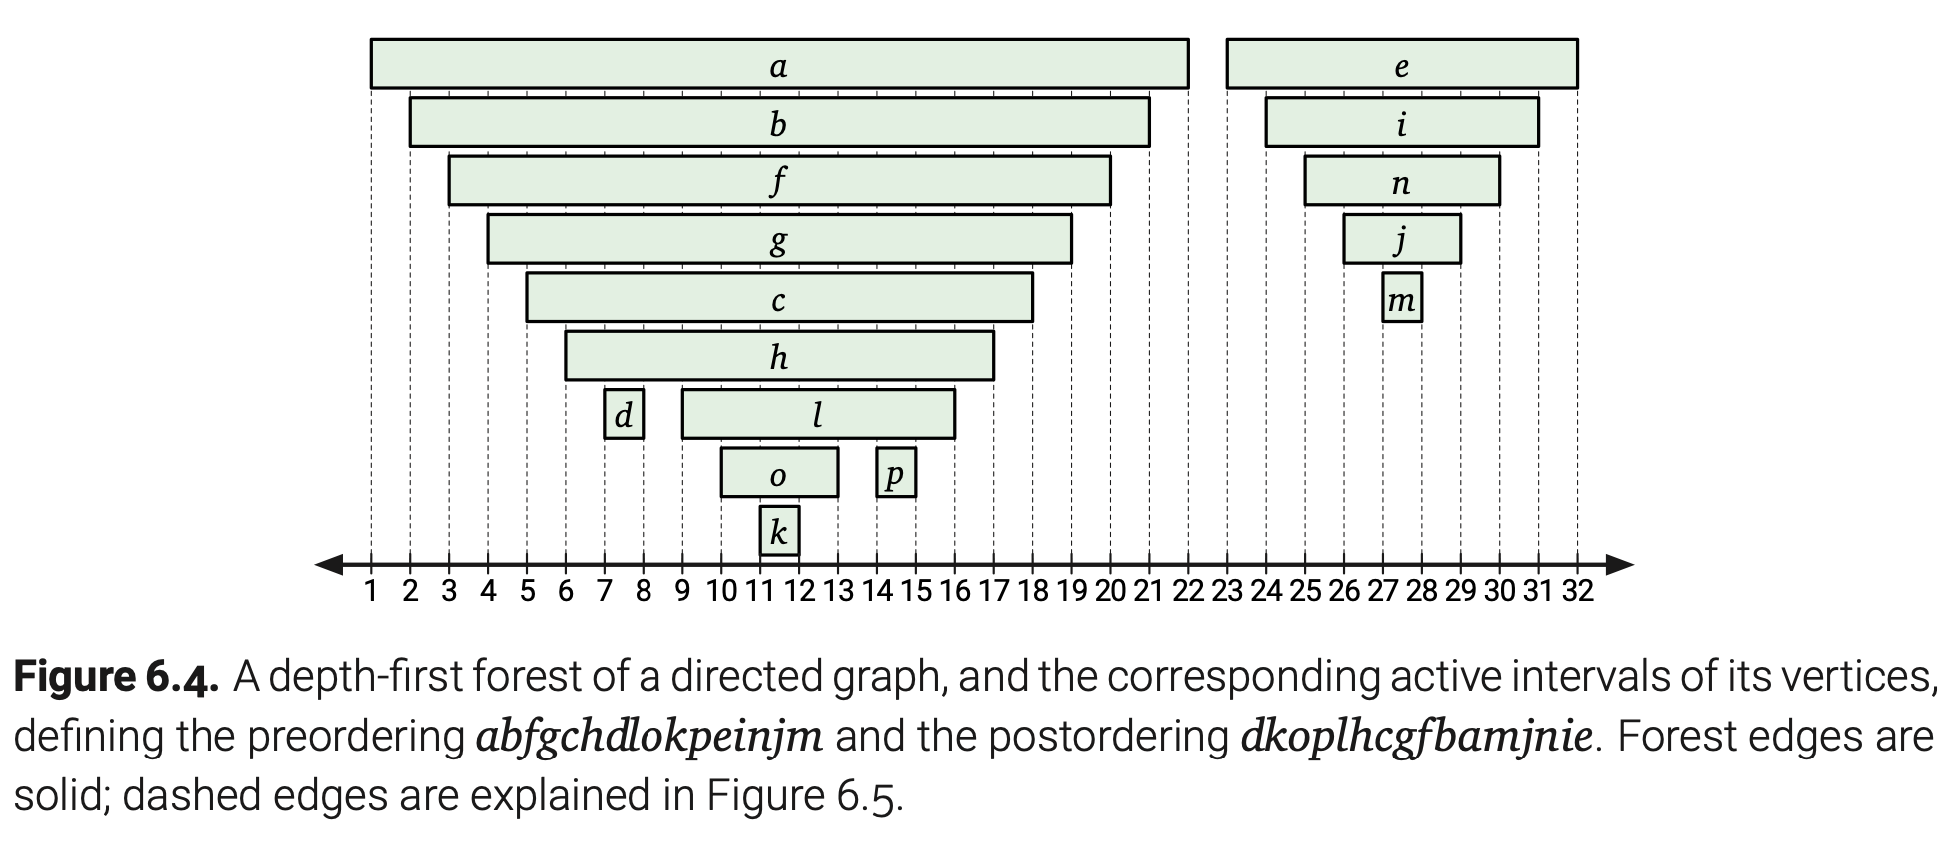 a e
b i
f n
g j
c m
h
d l
o p
k
1 2 3 4 5 6 7 8 9 10 11 12 13 14 15 16 17 18 19 20 21 22 23 24 25 26 27 28 29 30 31 32
Figure 6.4. A depth-first forest of a directed graph, and the corresponding active intervals of its vertices,
defining the preordering abfgchdlokpeinjm and the postordering dkoplhcgfbamjnie. Forest edges are
solid; dashed edges are explained in Figure 6.5.